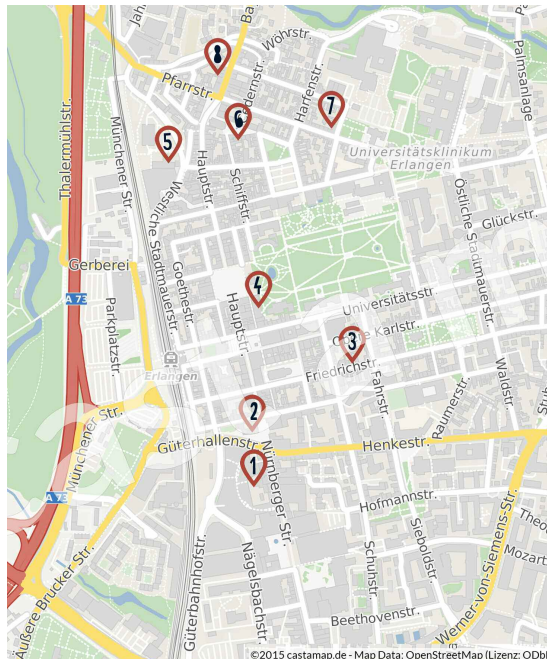 Wöhrstr.
Pfarrstr.
8
Harfenstr.
Palmsanlage
Thalermühlstr.
7
6
Münchener Str.
5
Hauptstr.
Universitätsklinikum
Erlangen
Schiffstr.
Westliche Stadtmauerstr.
Östliche Stadtmauerstr.
Glückstr.
Gerberei
Goethestr.
4
A 73
Parkplatzstr.
Hauptstr.
Universitätsstr.
Karlstr.
3
Erlangen
Friedrichstr.
Fahrstr.
Waldstr.
Raumerstr.
2
Münchener Str.
Güterhallenstr.
Henkestr.
1
Nürnberger Str.
A 73
Hofmannstr.
Sieboldstr.
Werner-von-Siemens-Str.
Mozart
Äußere Brucker Str.
Güterbahnhofstr.
Nägelsbachstr.
Schuhstr.
Beethovenstr.
©2015 castamap.de - Map Data: OpenStreetMap (Lizenz: ODbl